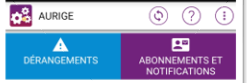 AURIGE
?
DÉRANGEMENTS
ABONNEMENTS ET
NOTIFICATIONS